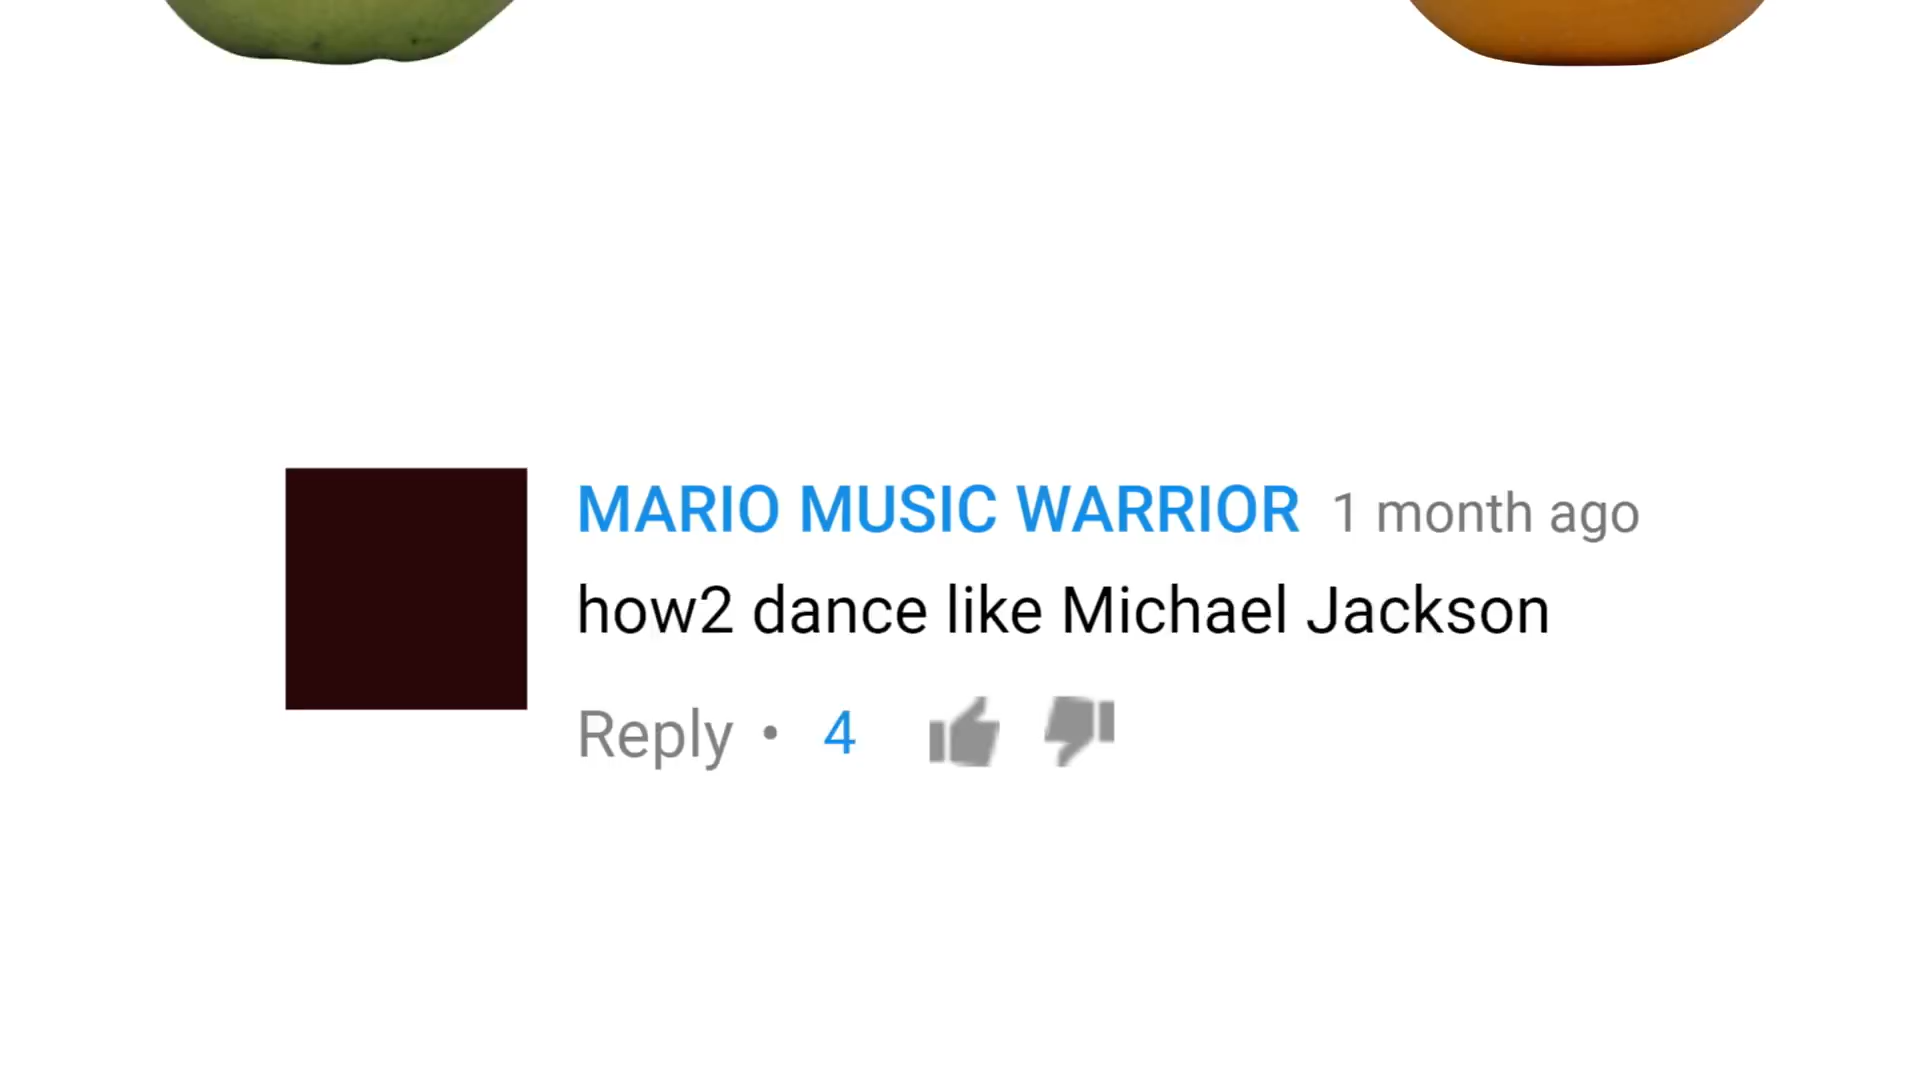 MARIO MUSIC WARRIOR 1 month ago
how2 dance like Michael Jackson
Reply • 4